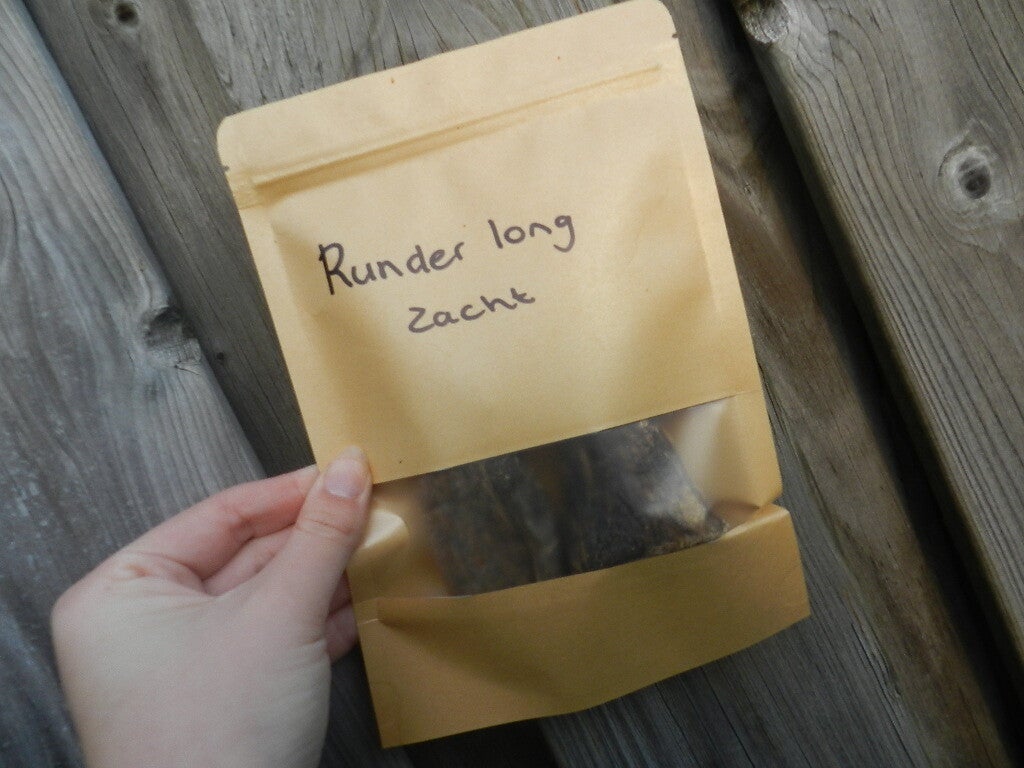 Runder long
zacht